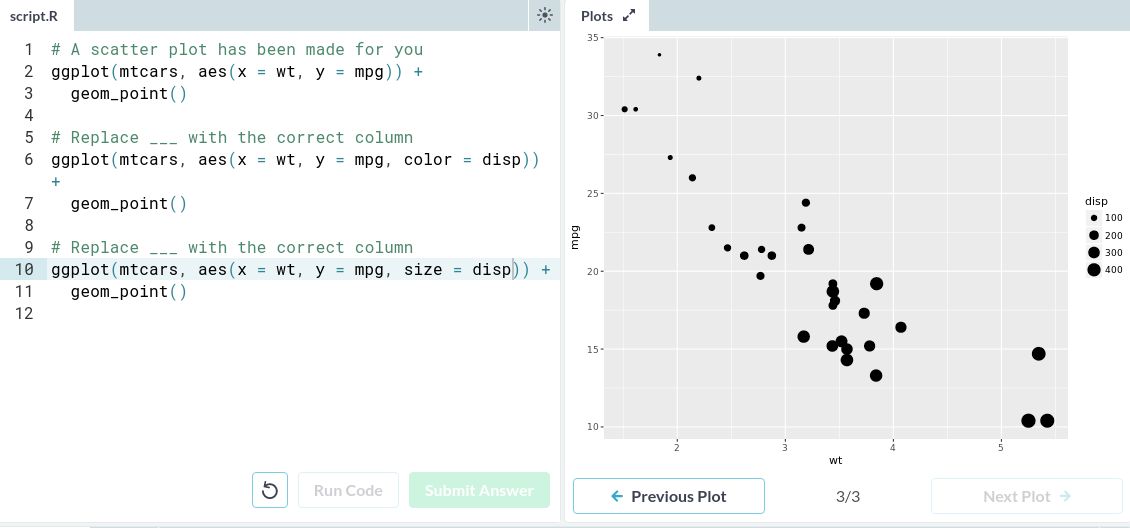 script.R
1 # A scatter plot has been made for you
2 ggplot(mtcars, aes(x = wt, y = mpg)) +
3   geom_point()
4
5 # Replace ___ with the correct column
6 ggplot(mtcars, aes(x = wt, y = mpg, color = disp))
+
7   geom_point()
8
9 # Replace ___ with the correct column
10 ggplot(mtcars, aes(x = wt, y = mpg, size = disp)) +
11   geom_point()
12
Run Code
Submit Answer
Plots
35
30
25
20
15
10
mpg
2 3 4 5
wt
disp
100
200
300
400
Previous Plot
3/3
Next Plot